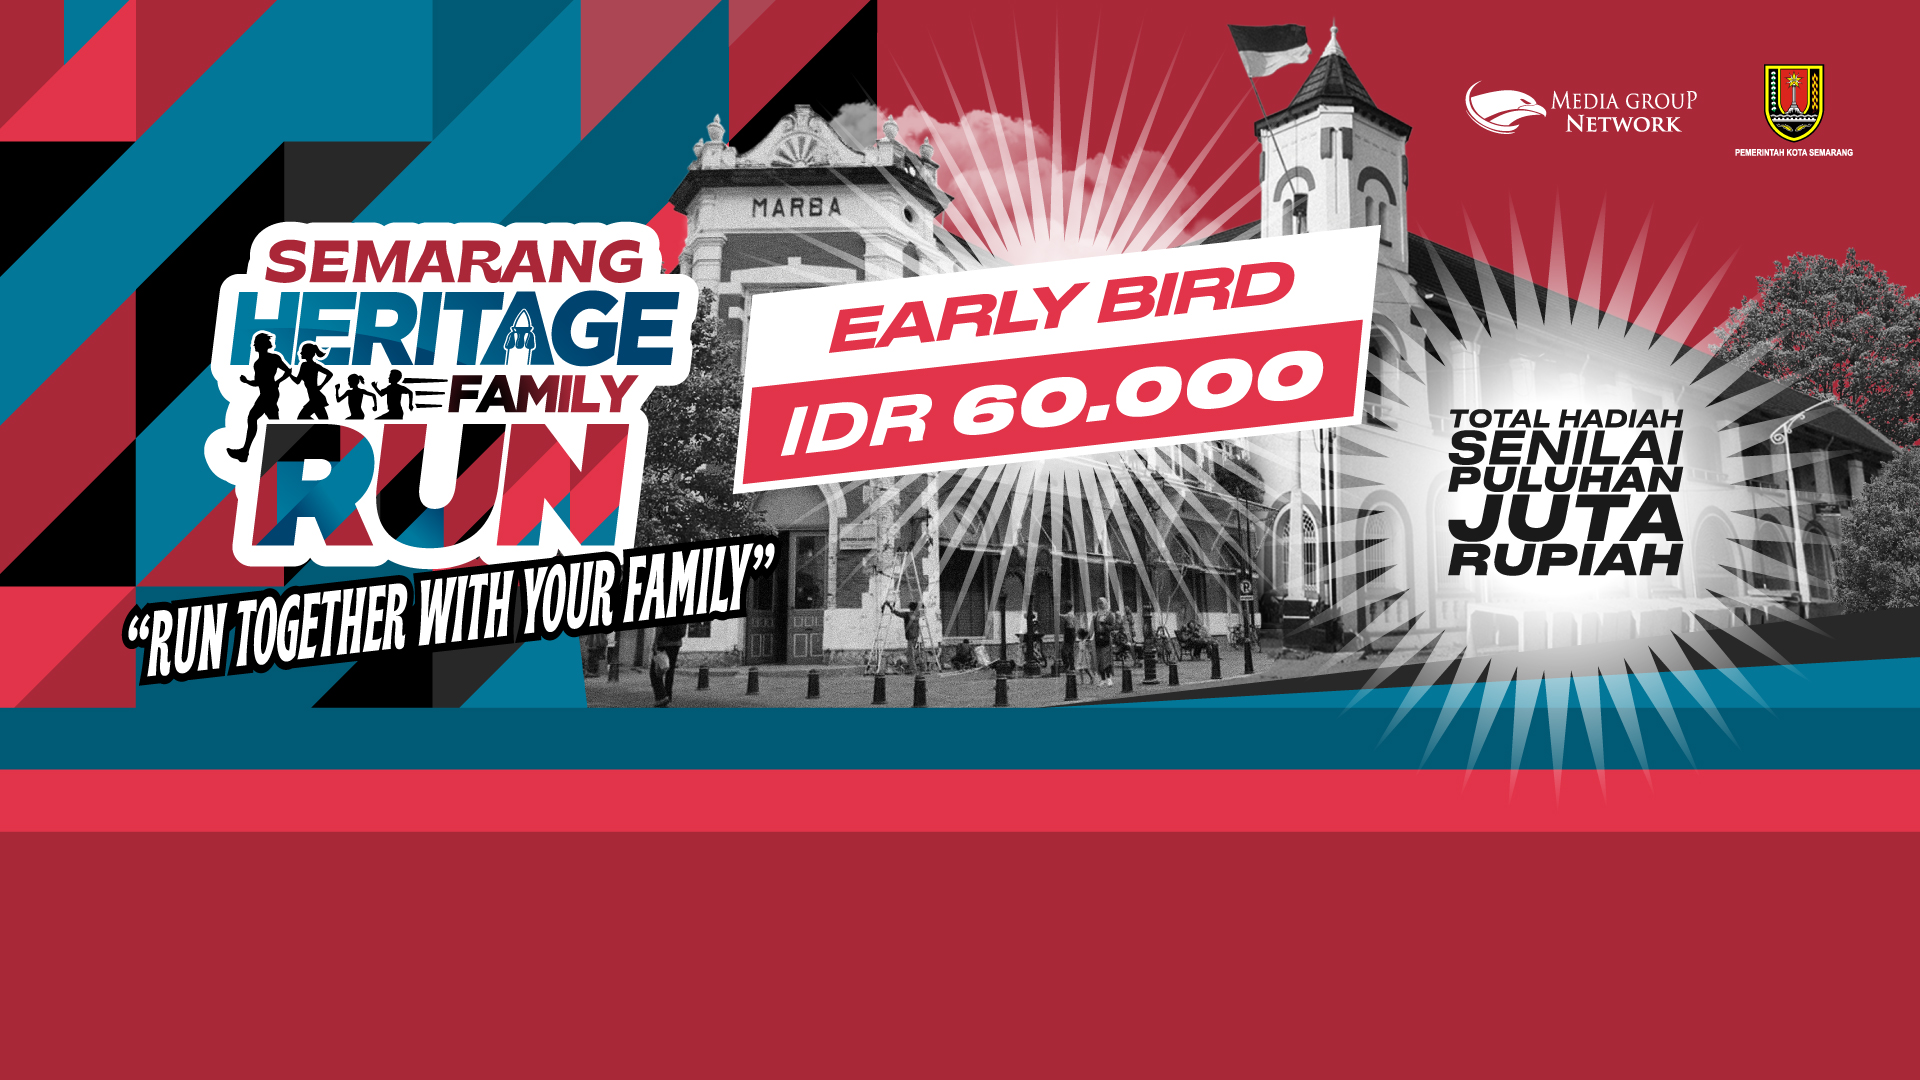 MEDIA GROUP
NETWORK
PEMERINTAH KOTA SEMARANG
MARBA
SEMARANG
HERITAGE
FAMILY
RUN
“RUN TOGETHER WITH YOUR FAMILY”
EARLY BIRD
IDR 60.000
TOTAL HADIAH
SENILAI
PULUHAN
JUTA
RUPIAH